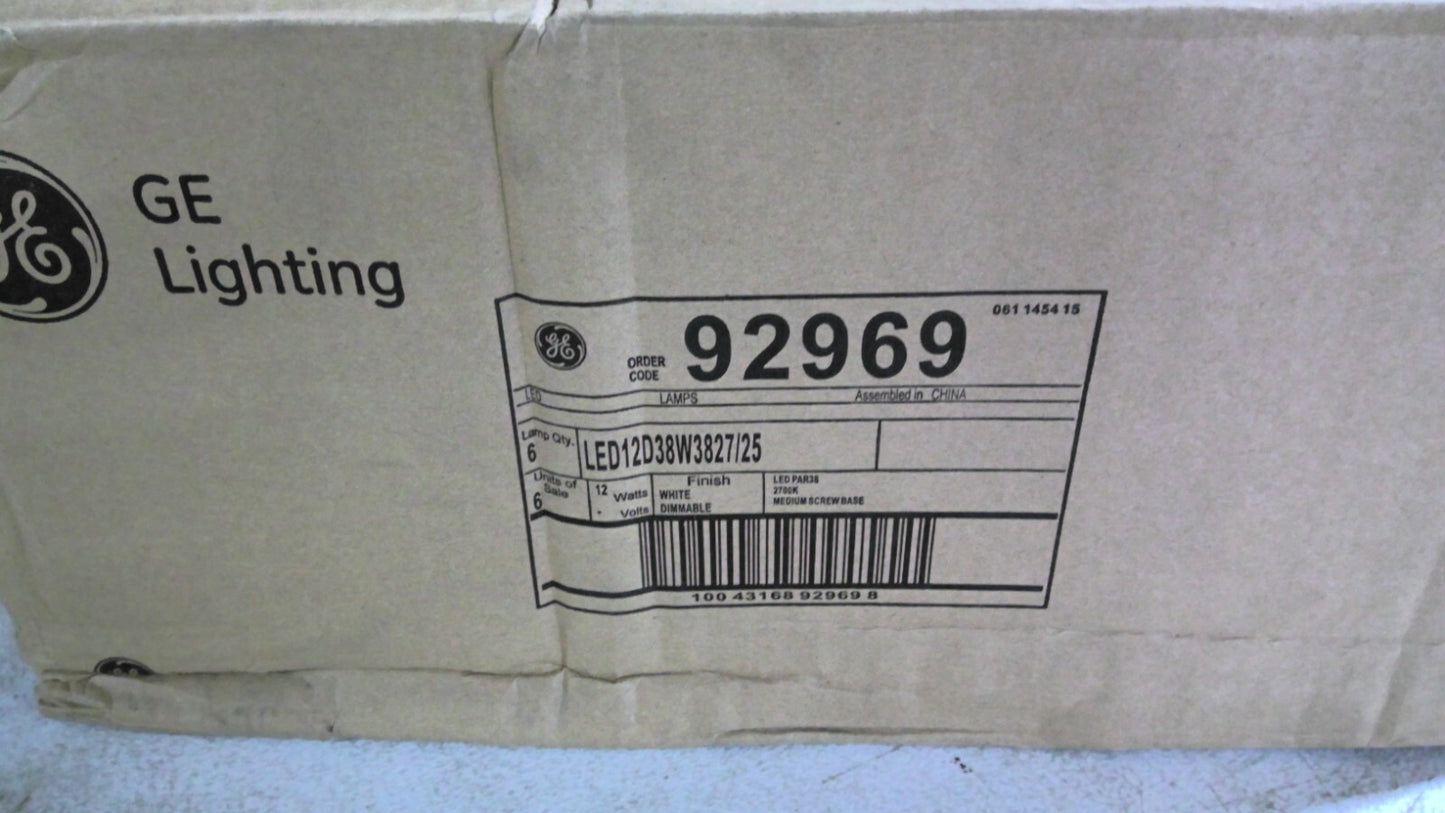 GE
Lighting
061 1454 15
ORDER
CODE
92969
LED LAMPS Assembled in CHINA
Lamp Qty.
6
LED12D38W3827/25
Units of
Sale
6
12 Watts
- Volts
Finish
WHITE
DIMMABLE
LED PAR38
2700K
MEDIUM SCREW BASE
100 43168 92969 8